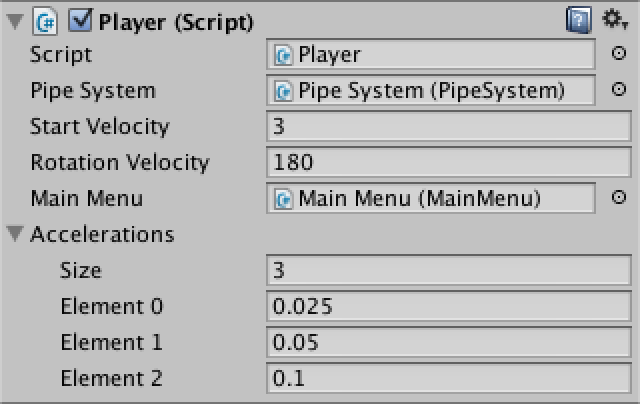 Player (Script)
Script Player
Pipe System Pipe System (PipeSystem)
Start Velocity 3
Rotation Velocity 180
Main Menu Main Menu (MainMenu)
Accelerations
Size 3
Element 0 0.025
Element 1 0.05
Element 2 0.1